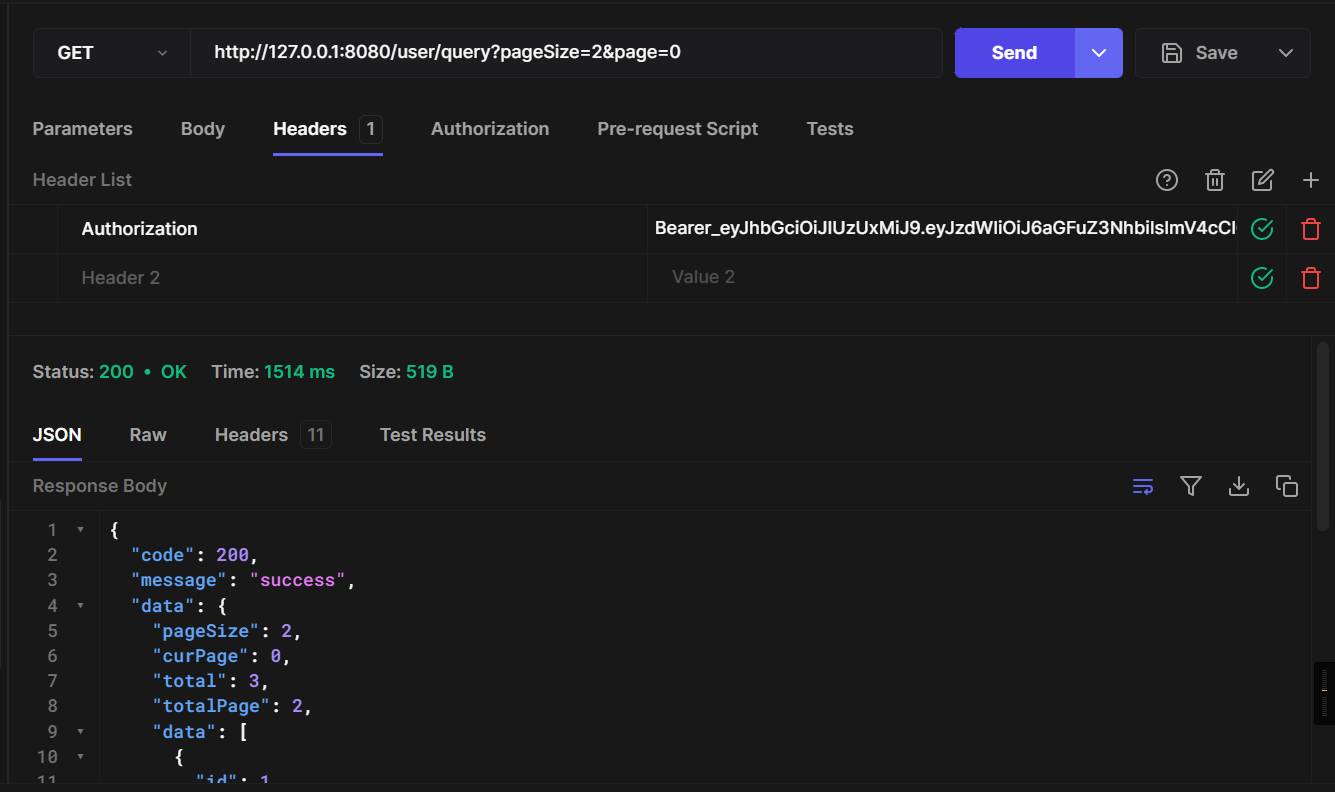 GET http://127.0.0.1:8080/user/query?pageSize=2&page=0 Send Save
Parameters Body Headers 1 Authorization Pre-request Script Tests
Header List
Authorization Bearer_eyJhbGciOiJIUzUxMiJ9.eyJzdWIiOiJ6aGFuZ3NhbiIsImV4cCI
Header 2 Value 2
Status: 200 • OK Time: 1514 ms Size: 519 B
JSON Raw Headers 11 Test Results
Response Body
1 {
2 "code": 200,
3 "message": "success",
4 "data": {
5 "pageSize": 2,
6 "curPage": 0,
7 "total": 3,
8 "totalPage": 2,
9 "data": [
10 {
11 "id": 1